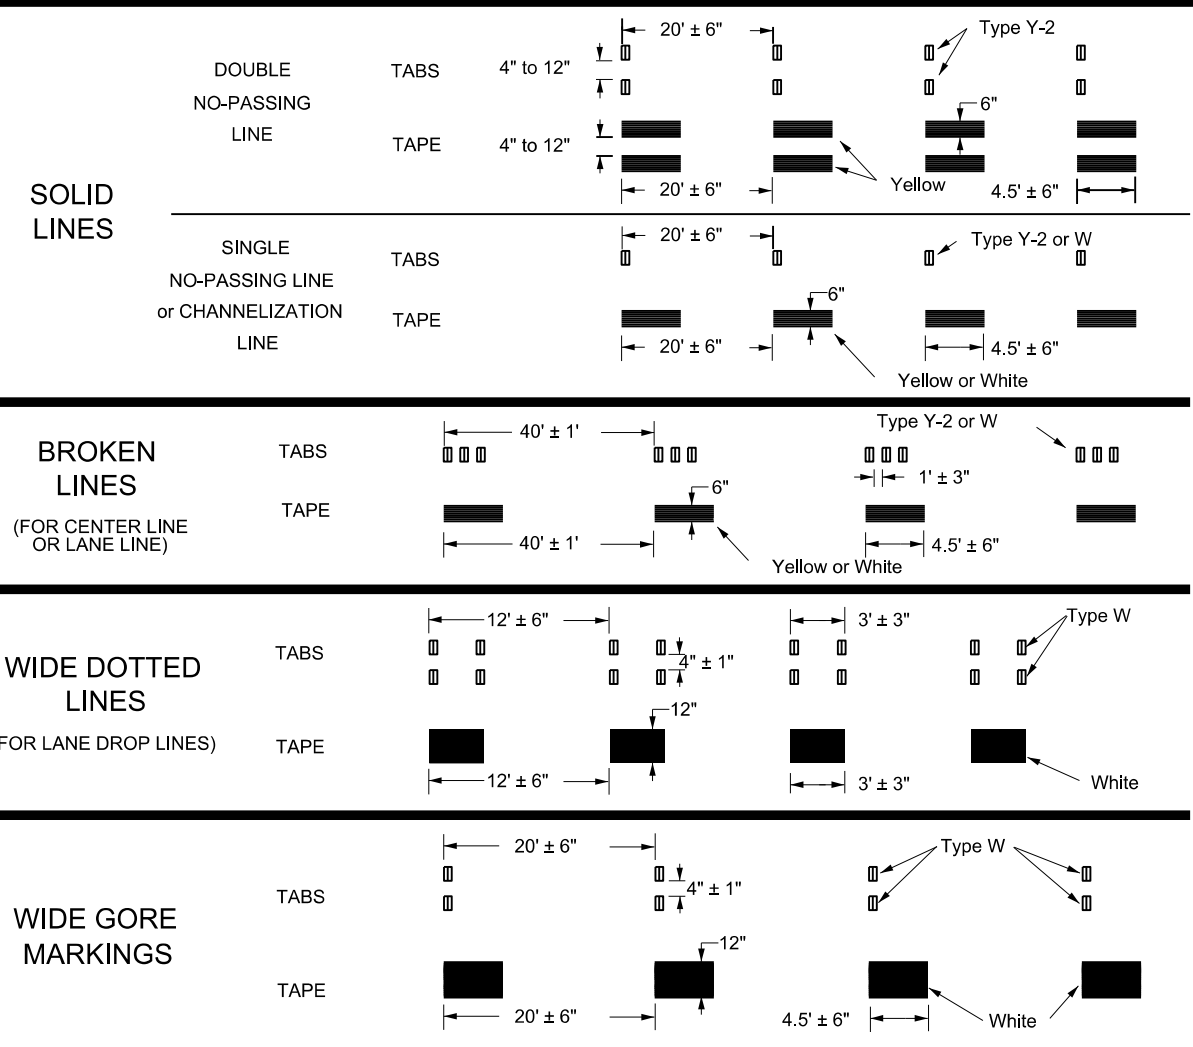 SOLID
LINES
DOUBLE
NO-PASSING
LINE
TABS
20' ± 6"
4" to 12"
Type Y-2
TAPE
4" to 12"
6"
20' ± 6"
Yellow
4.5' ± 6"
SINGLE
NO-PASSING LINE
or CHANNELIZATION
LINE
TABS
20' ± 6"
Type Y-2 or W
TAPE
6"
20' ± 6"
4.5' ± 6"
Yellow or White
BROKEN
LINES
(FOR CENTER LINE
OR LANE LINE)
TABS
40' ± 1'
Type Y-2 or W
1' ± 3"
TAPE
6"
40' ± 1'
4.5' ± 6"
Yellow or White
WIDE DOTTED
LINES
FOR LANE DROP LINES)
TABS
12' ± 6"
3' ± 3"
Type W
4" ± 1"
TAPE
12"
12' ± 6"
3' ± 3"
White
WIDE GORE
MARKINGS
TABS
20' ± 6"
4" ± 1"
Type W
TAPE
12"
20' ± 6"
4.5' ± 6"
White